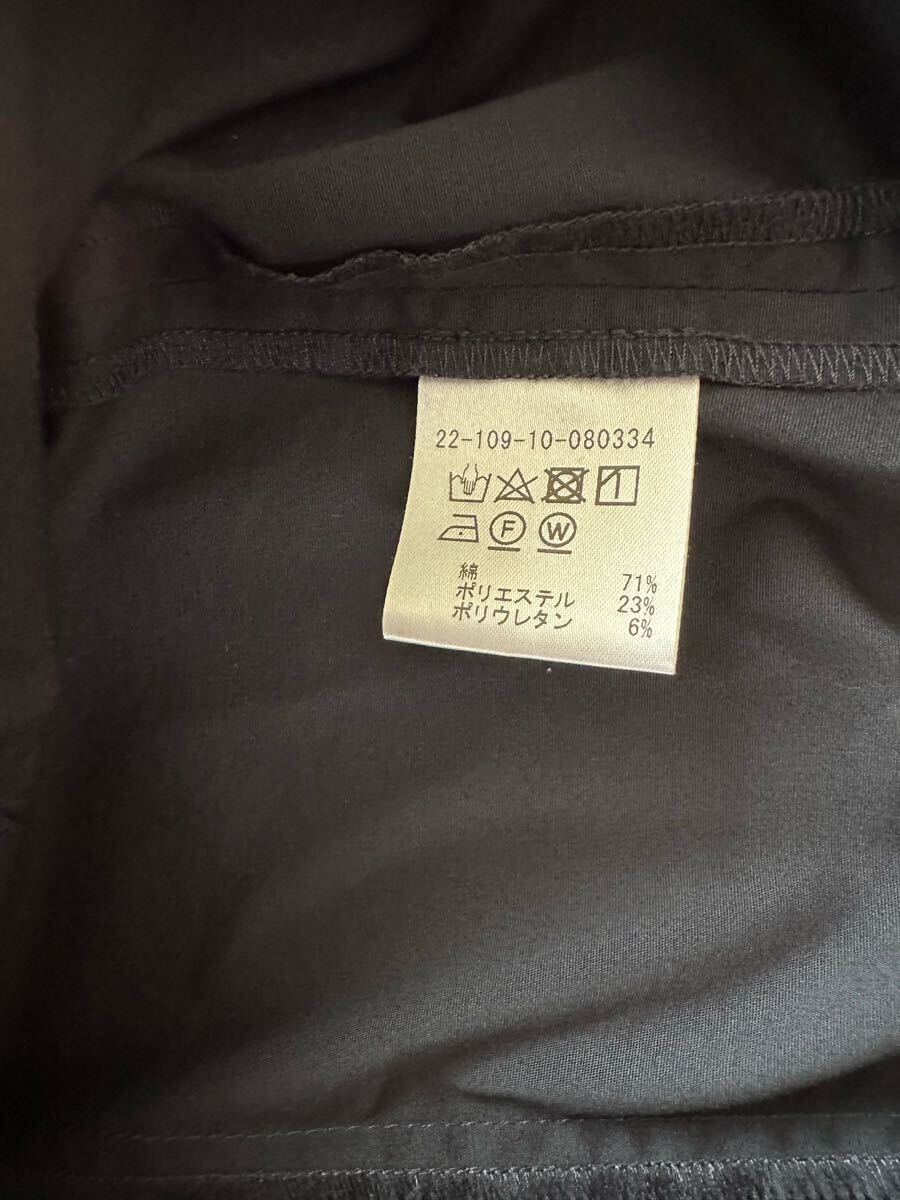 22-109-10-080334
F W
綿 71%
ポリエステル 23%
ポリウレタン 6%